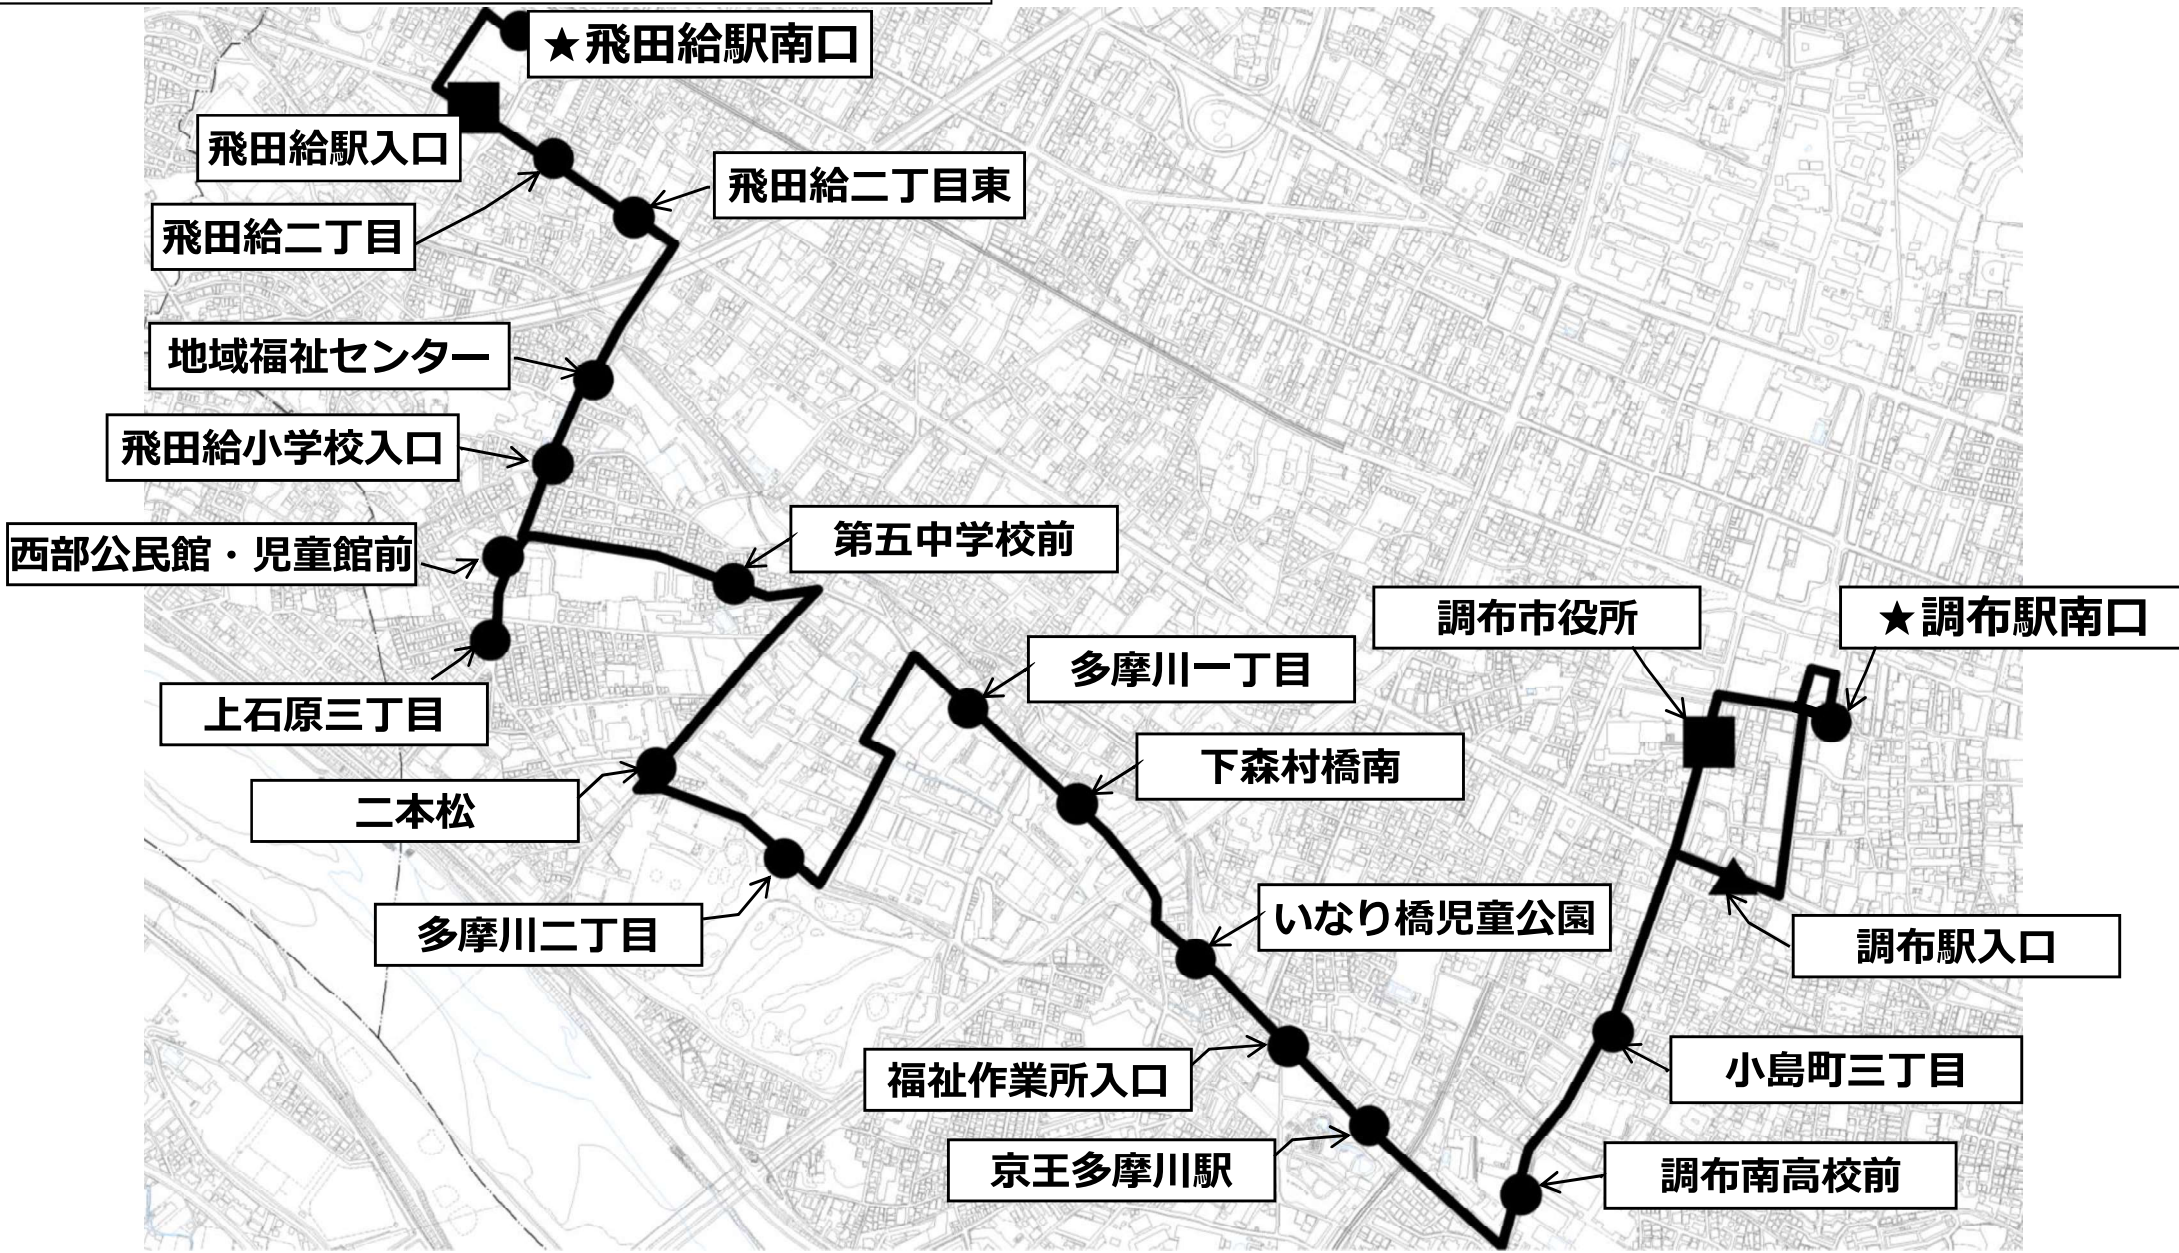 ★飛田給駅南口
飛田給駅入口
飛田給二丁目東
飛田給二丁目
地域福祉センター
飛田給小学校入口
第五中学校前
西部公民館・児童館前
調布市役所
★調布駅南口
多摩川一丁目
上石原三丁目
下森村橋南
二本松
いなり橋児童公園
多摩川二丁目
調布駅入口
福祉作業所入口
小島町三丁目
京王多摩川駅
調布南高校前